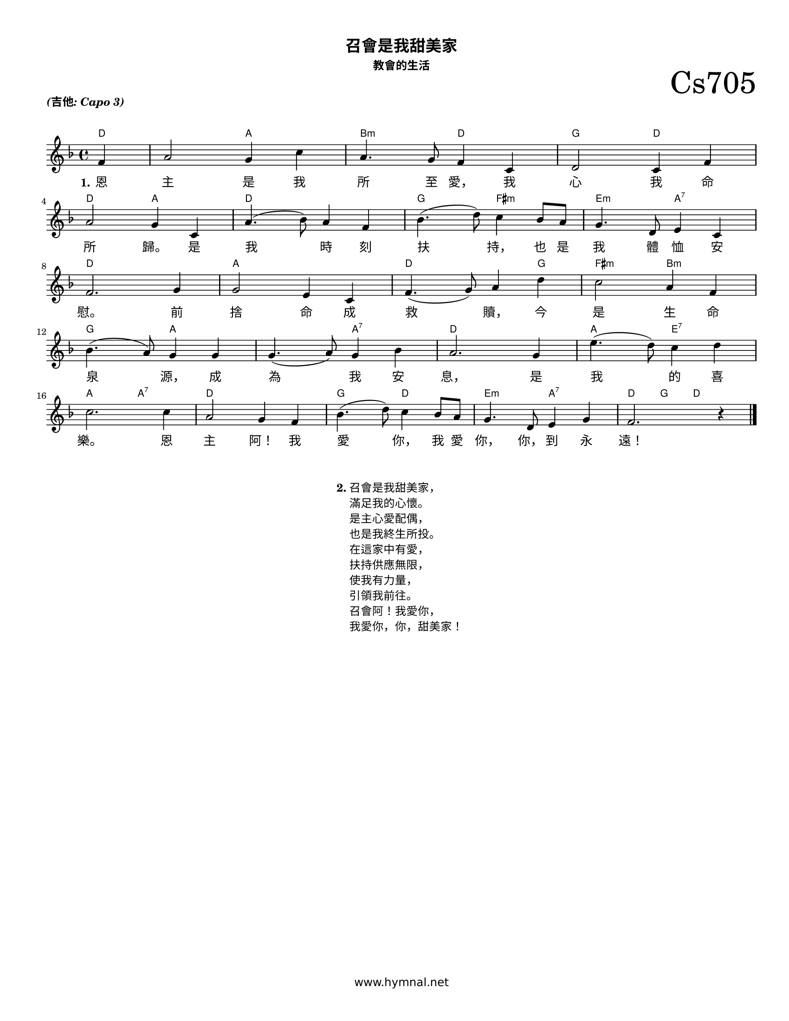 召會是我甜美家
教會的生活
Cs705
(吉他: Capo 3)
D A Bm D G D
1. 恩 主 是 我 所 至 愛， 我 心 我 命
4 D A D G F♯m Em A7
所 歸。 是 我 時 刻 扶 持， 也 是 我 體 恤 安
8 D A D G F♯m Bm
慰。 前 捨 命 成 救 贖， 今 是 生 命
12 G A A7 D A E7
泉 源， 成 為 我 安 息， 是 我 的 喜
16 A A7 D G D Em A7 D G D
樂。 恩 主 阿！ 我 愛 你， 我 愛 你， 你， 到 永 遠！
2. 召會是我甜美家，
滿足我的心懷。
是主心愛配偶，
也是我終生所投。
在這家中有愛，
扶持供應無限，
使我有力量，
引領我前往。
召會阿！我愛你，
我愛你，你，甜美家！
www.hymnal.net